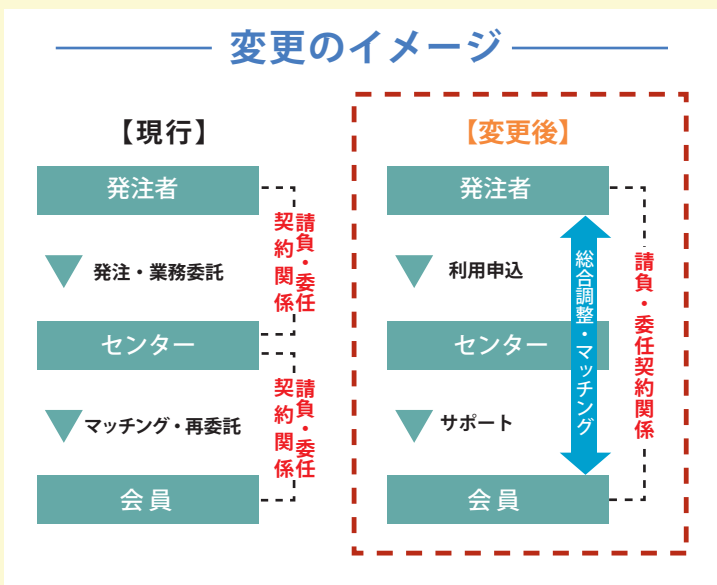 変更のイメージ
【現行】
発注者
発注・業務委託
請負・委任
契約関係
センター
マッチング・再委託
請負・委任
契約関係
会員
【変更後】
発注者
利用申込
センター
サポート
会員
総合調整・マッチング
請負・委任契約関係